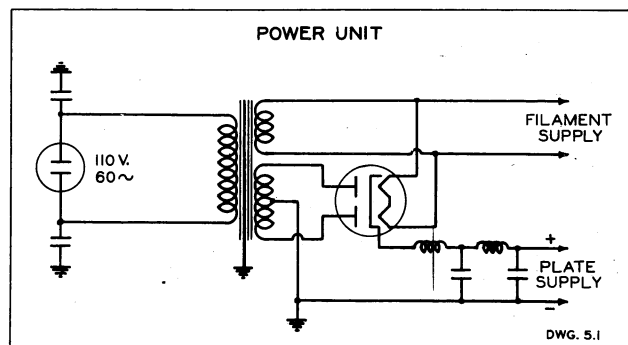 POWER UNIT
110 V.
60~
FILAMENT
SUPPLY
+
PLATE
SUPPLY
-
DWG. 5.1